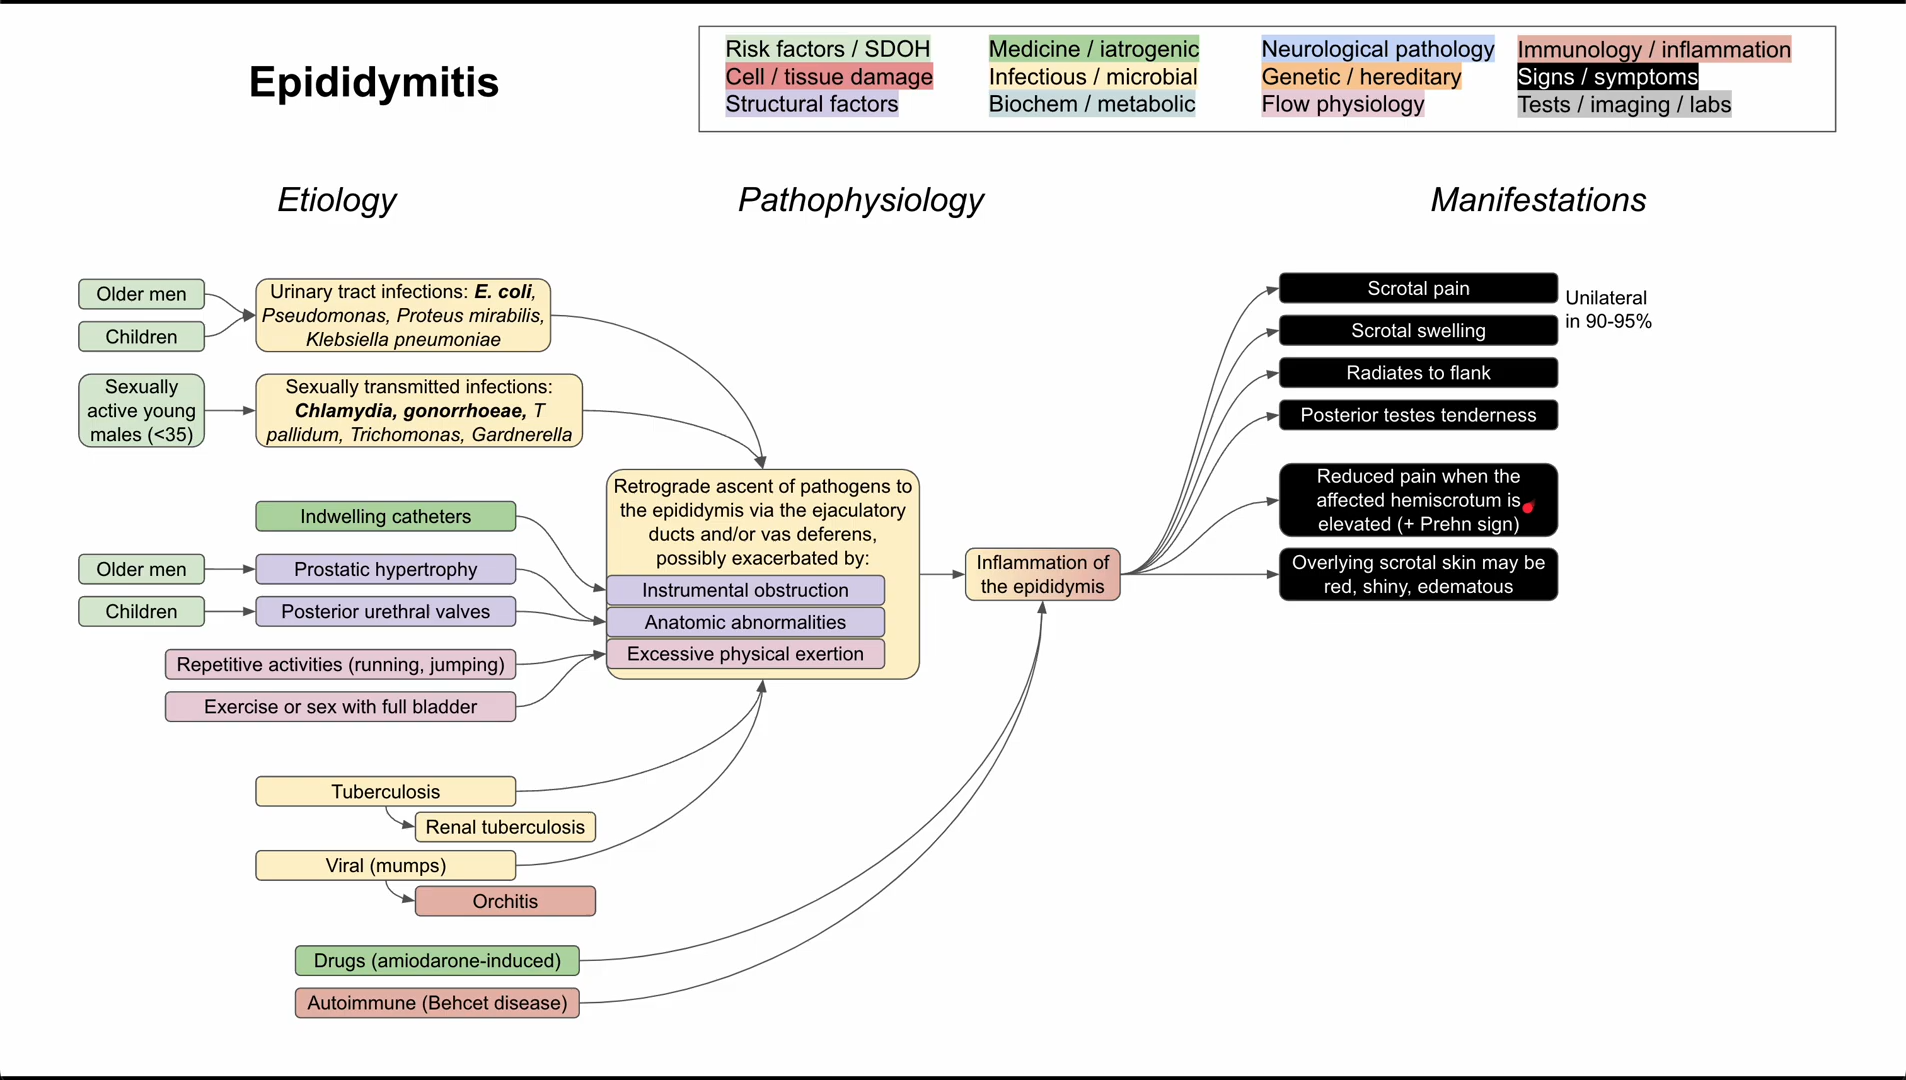 Epididymitis
Risk factors / SDOH
Cell / tissue damage
Structural factors
Medicine / iatrogenic
Infectious / microbial
Biochem / metabolic
Neurological pathology
Genetic / hereditary
Flow physiology
Immunology / inflammation
Signs / symptoms
Tests / imaging / labs
Etiology
Pathophysiology
Manifestations
Older men
Children
Urinary tract infections: E. coli,
Pseudomonas, Proteus mirabilis,
Klebsiella pneumoniae
Sexually
active young
males (<35)
Sexually transmitted infections:
Chlamydia, gonorrhoeae, T
pallidum, Trichomonas, Gardnerella
Indwelling catheters
Older men
Prostatic hypertrophy
Children
Posterior urethral valves
Repetitive activities (running, jumping)
Exercise or sex with full bladder
Tuberculosis
Renal tuberculosis
Viral (mumps)
Orchitis
Drugs (amiodarone-induced)
Autoimmune (Behcet disease)
Retrograde ascent of pathogens to
the epididymis via the ejaculatory
ducts and/or vas deferens,
possibly exacerbated by:
Instrumental obstruction
Anatomic abnormalities
Excessive physical exertion
Inflammation of
the epididymis
Scrotal pain
Scrotal swelling
Unilateral
in 90-95%
Radiates to flank
Posterior testes tenderness
Reduced pain when the
affected hemiscrotum is
elevated (+ Prehn sign)
Overlying scrotal skin may be
red, shiny, edematous